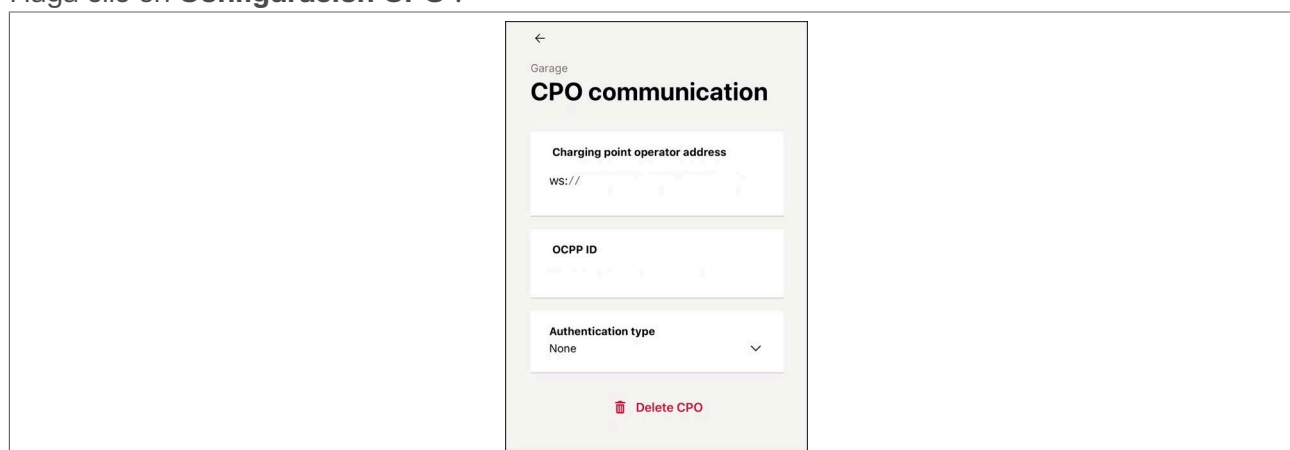 Haga clic en Configuración CPO .
←
Garage
CPO communication
Charging point operator address
ws://
OCPP ID
Authentication type
None
Delete CPO